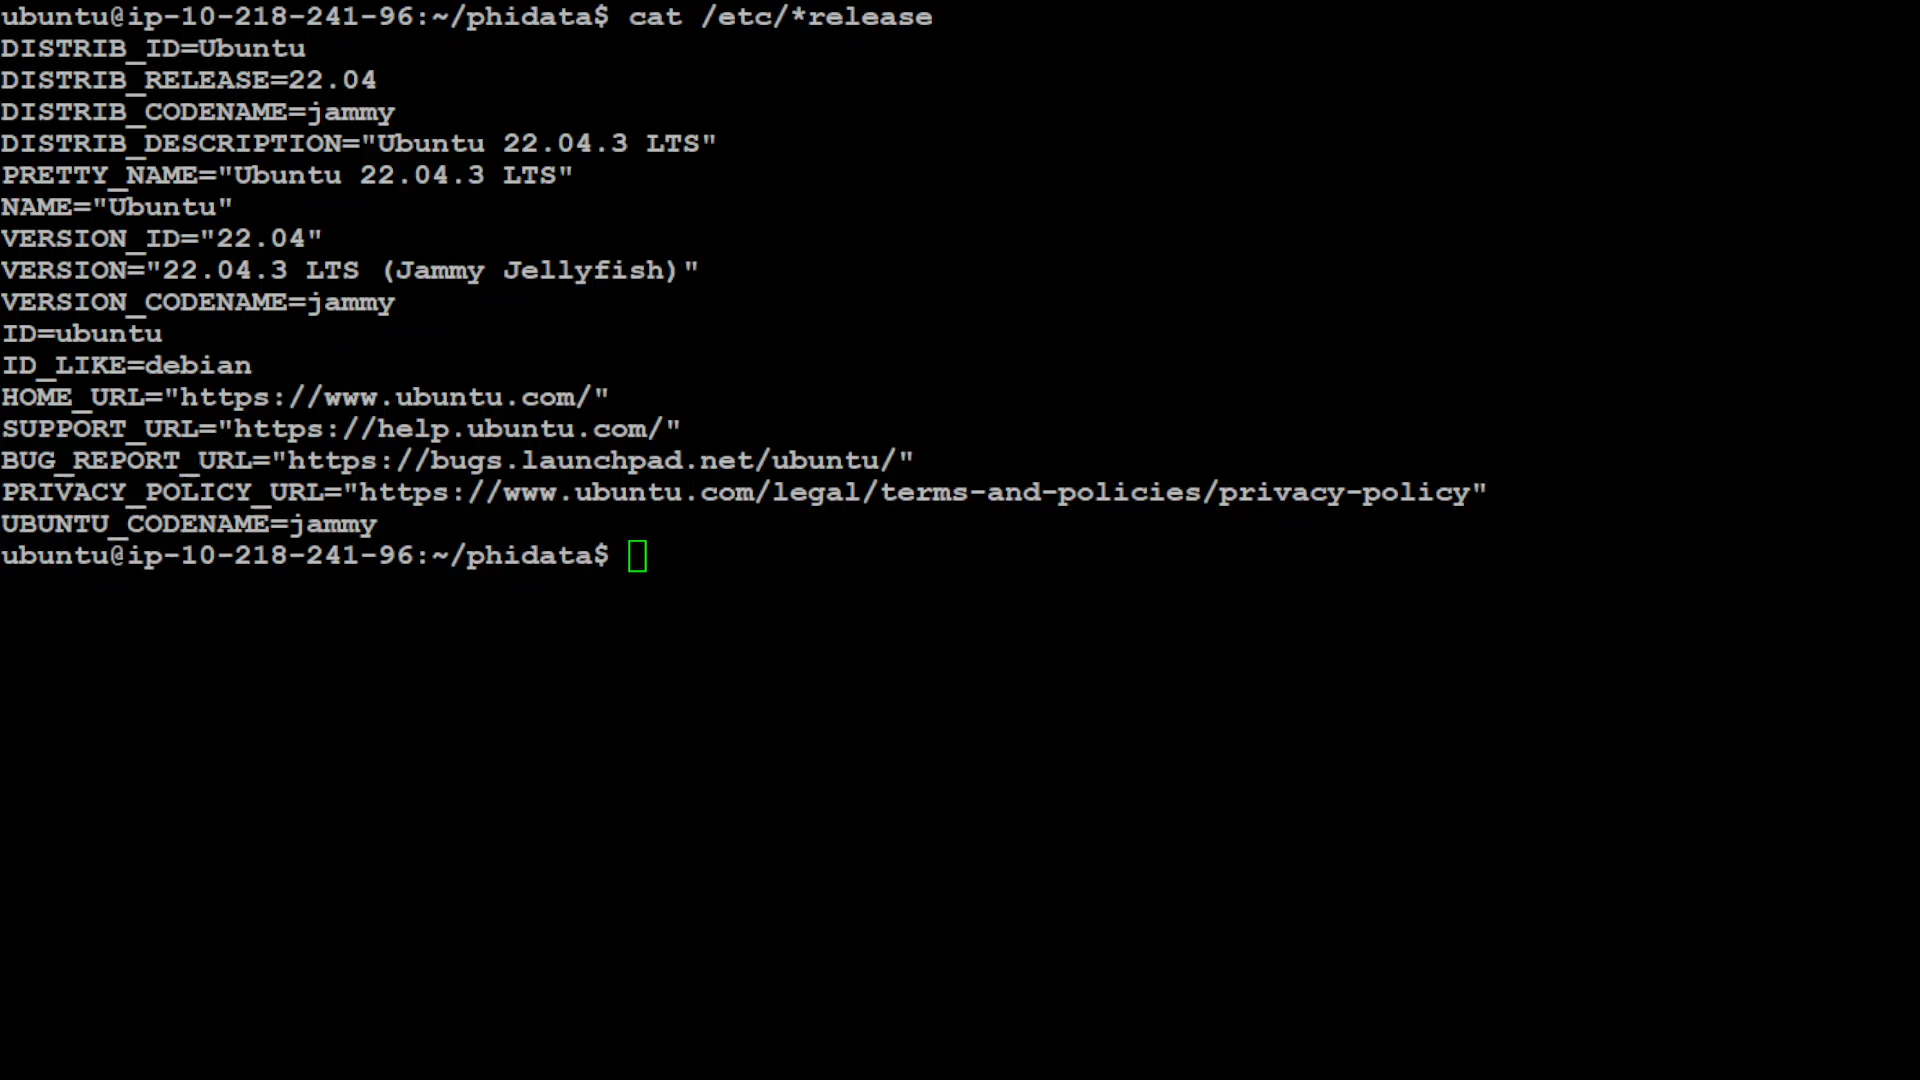 ubuntu@ip-10-218-241-96:~/phidata$ cat /etc/*release
DISTRIB_ID=Ubuntu
DISTRIB_RELEASE=22.04
DISTRIB_CODENAME=jammy
DISTRIB_DESCRIPTION="Ubuntu 22.04.3 LTS"
PRETTY_NAME="Ubuntu 22.04.3 LTS"
NAME="Ubuntu"
VERSION_ID="22.04"
VERSION="22.04.3 LTS (Jammy Jellyfish)"
VERSION_CODENAME=jammy
ID=ubuntu
ID_LIKE=debian
HOME_URL="https://www.ubuntu.com/"
SUPPORT_URL="https://help.ubuntu.com/"
BUG_REPORT_URL="https://bugs.launchpad.net/ubuntu/"
PRIVACY_POLICY_URL="https://www.ubuntu.com/legal/terms-and-policies/privacy-policy"
UBUNTU_CODENAME=jammy
ubuntu@ip-10-218-241-96:~/phidata$